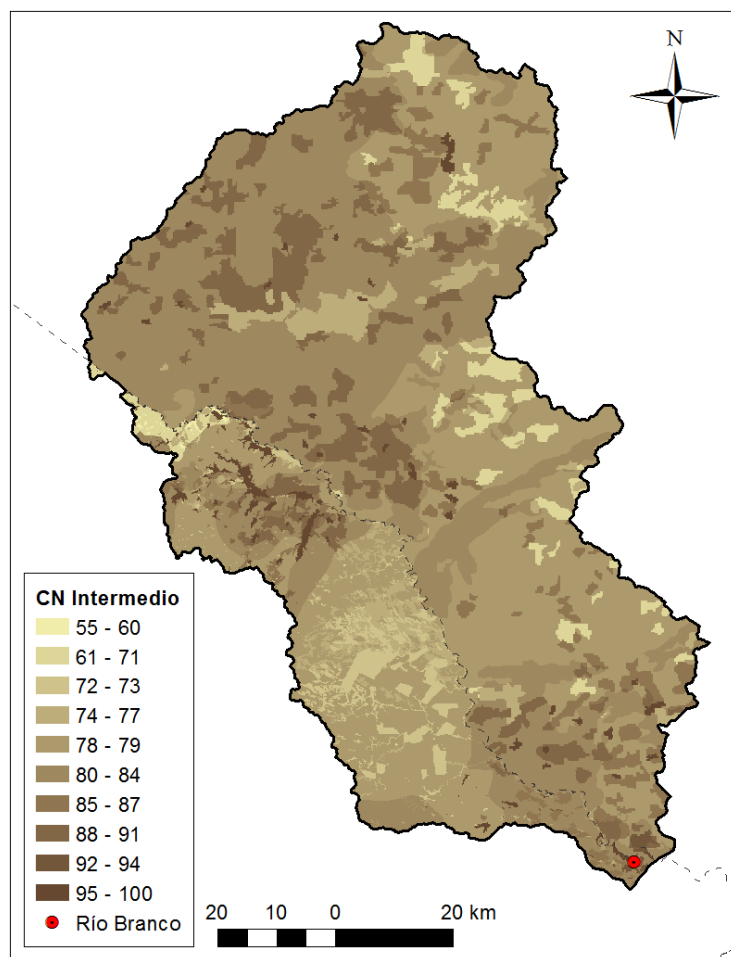 N
CN Intermedio
55 - 60
61 - 71
72 - 73
74 - 77
78 - 79
80 - 84
85 - 87
88 - 91
92 - 94
95 - 100
Río Branco
20 10 0 20 km